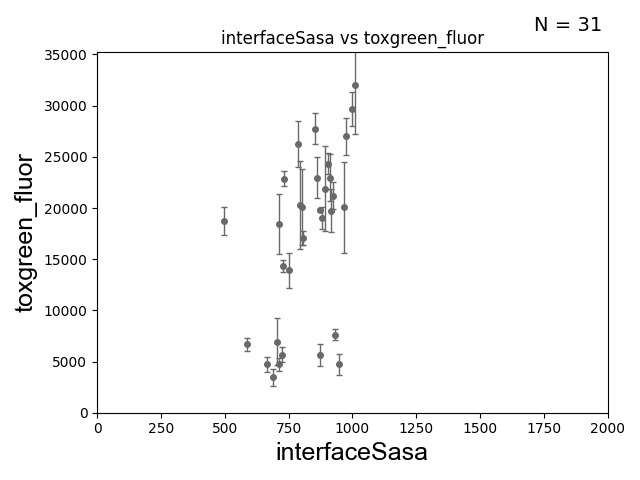 N = 31
interfaceSasa vs toxgreen_fluor
35000
30000
25000
20000
15000
10000
5000
0
toxgreen_fluor
0 250 500 750 1000 1250 1500 1750 2000
interfaceSasa